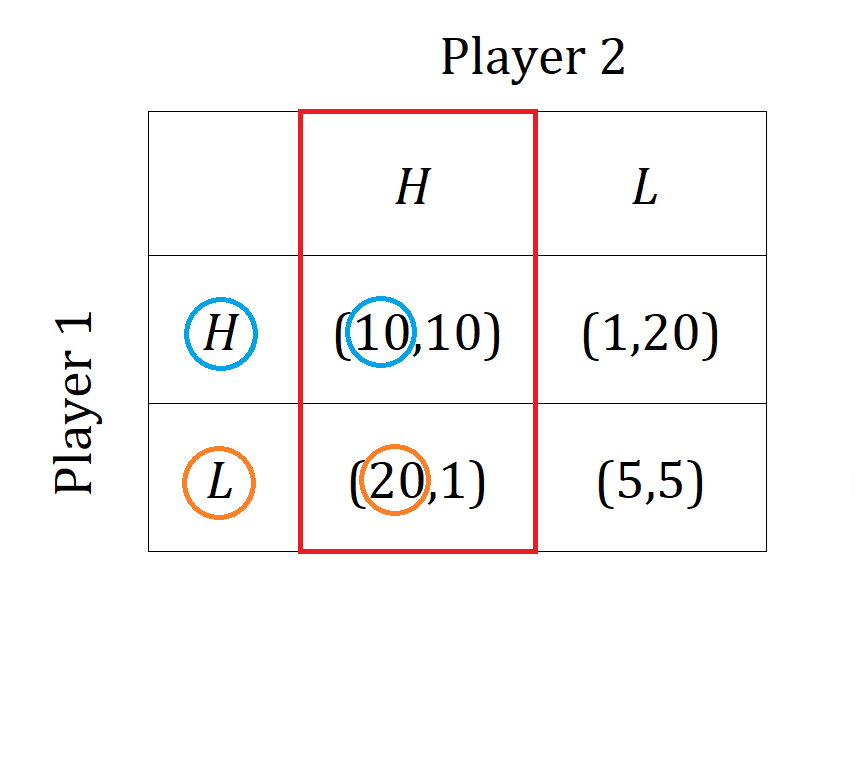 Player 2
H L
Player 1
H (10,10) (1,20)
L (20,1) (5,5)